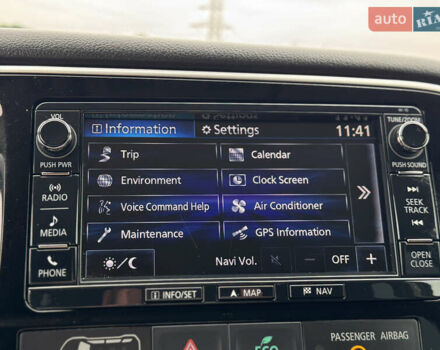 auto RIA
VOL
TUNE/ZOOM
Information Settings 11:41
PUSH PWR
PUSH SOUND
Trip Calendar
RADIO
Environment Clock Screen
SEEK
TRACK
Voice Command Help Air Conditioner
MEDIA
Maintenance GPS Information
PHONE
Navi Vol. - OFF +
OPEN
CLOSE
INFO/SET MAP NAV
ECO
PASSENGER AIRBAG